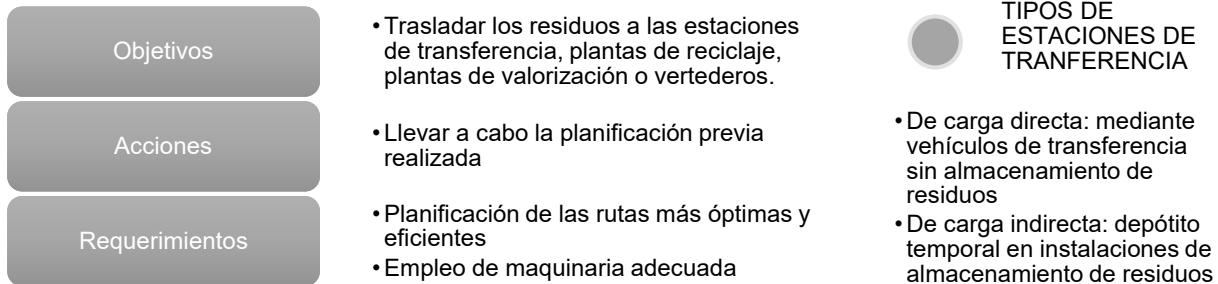 Objetivos
• Trasladar los residuos a las estaciones
de transferencia, plantas de reciclaje,
plantas de valorización o vertederos.
Acciones
• Llevar a cabo la planificación previa
realizada
Requerimientos
• Planificación de las rutas más óptimas y
eficientes
• Empleo de maquinaria adecuada
TIPOS DE
ESTACIONES DE
TRANFERENCIA
• De carga directa: mediante
vehículos de transferencia
sin almacenamiento de
residuos
• De carga indirecta: depótito
temporal en instalaciones de
almacenamiento de residuos